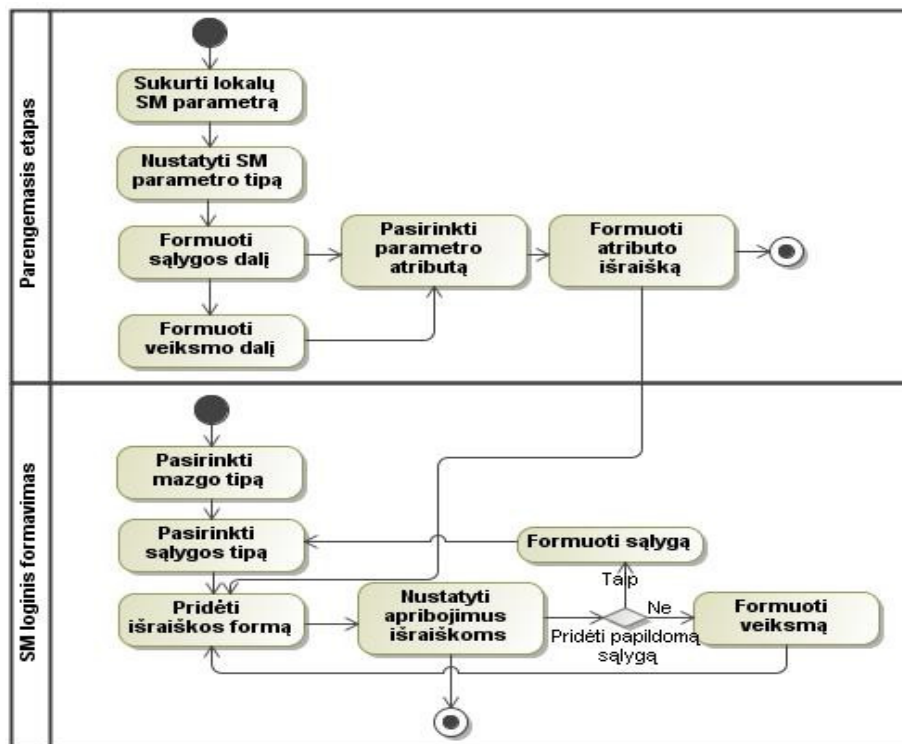 Parengemasis etapas
Sukurti lokalų
SM parametrą
Nustatyti SM
parametro tipą
Formuoti
sąlygos dalį
Pasirinkti
parametro
atributą
Formuoti
atributo
išraišką
Formuoti
veiksmo dalį
SM loginis formavimas
Pasirinkti
mazgo tipą
Pasirinkti
sąlygos tipą
Formuoti sąlygą
Taip
Pridėti
išraiškos formą
Nustatyti
apribojimus
išraiškoms
Ne
Pridėti papildomą
sąlygą
Formuoti
veiksmą